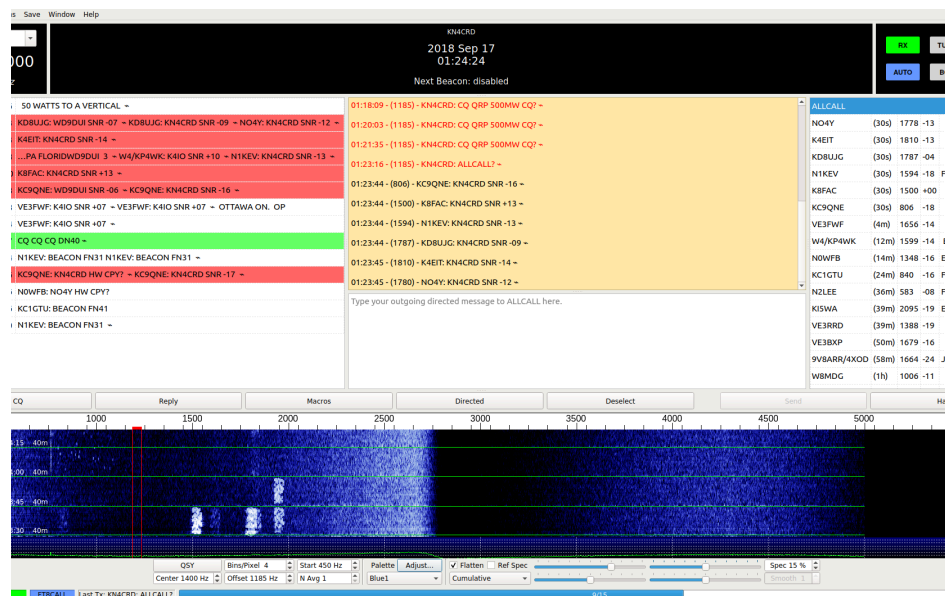 Save Window Help
KN4CRD
2018 Sep 17
01:24:24
Next Beacon: disabled
000
RX
AUTO
50 WATTS TO A VERTICAL ⌁
KD8UJG: WD9DUI SNR -07 ⌁ KD8UJG: KN4CRD SNR -09 ⌁ NO4Y: KN4CRD SNR -12 ⌁
K4EIT: KN4CRD SNR -14 ⌁
...PA FLORIDWD9DUI 3 ⌁ W4/KP4WK: K4IO SNR +10 ⌁ N1KEV: KN4CRD SNR -13 ⌁
K8FAC: KN4CRD SNR +13 ⌁
KC9QNE: WD9DUI SNR -06 ⌁ KC9QNE: KN4CRD SNR -16 ⌁
VE3FWF: K4IO SNR +07 ⌁ VE3FWF: K4IO SNR +07 ⌁ OTTAWA ON. OP
VE3FWF: K4IO SNR +07 ⌁
CQ CQ CQ DN40 ⌁
N1KEV: BEACON FN31 N1KEV: BEACON FN31 ⌁
KC9QNE: KN4CRD HW CPY? ⌁ KC9QNE: KN4CRD SNR -17 ⌁
N0WFB: NO4Y HW CPY?
KC1GTU: BEACON FN41
N1KEV: BEACON FN31 ⌁
01:18:09 - (1185) - KN4CRD: CQ QRP 500MW CQ? ⌁
01:20:03 - (1185) - KN4CRD: CQ QRP 500MW CQ? ⌁
01:21:35 - (1185) - KN4CRD: CQ QRP 500MW CQ? ⌁
01:23:16 - (1185) - KN4CRD: ALLCALL? ⌁
01:23:44 - (806) - KC9QNE: KN4CRD SNR -16 ⌁
01:23:44 - (1500) - K8FAC: KN4CRD SNR +13 ⌁
01:23:44 - (1594) - N1KEV: KN4CRD SNR -13 ⌁
01:23:44 - (1787) - KD8UJG: KN4CRD SNR -09 ⌁
01:23:45 - (1810) - K4EIT: KN4CRD SNR -14 ⌁
01:23:45 - (1780) - NO4Y: KN4CRD SNR -12 ⌁
Type your outgoing directed message to ALLCALL here.
ALLCALL
NO4Y (30s) 1778 -13
K4EIT (30s) 1810 -13
KD8UJG (30s) 1787 -04
N1KEV (30s) 1594 -18 F
K8FAC (30s) 1500 +00
KC9QNE (30s) 806 -18
VE3FWF (4m) 1656 -14
W4/KP4WK (12m) 1599 -14 E
N0WFB (14m) 1348 -16 E
KC1GTU (24m) 840 -16 F
N2LEE (36m) 583 -08 F
KI5WA (39m) 2095 -19 E
VE3RRD (39m) 1388 -19
VE3BXP (50m) 1679 -16
9V8ARR/4XOD (58m) 1664 -24 J
W8MDG (1h) 1006 -11
CQ Reply Macros Directed Deselect Send Ha
1000 1500 2000 2500 3000 3500 4000 4500 5000
:15 40m
:00 40m
:45 40m
:30 40m
QSY Bins/Pixel 4 Start 450 Hz Palette Adjust... Flatten Ref Spec Spec 15 %
Center 1400 Hz Offset 1185 Hz N Avg 1 Blue1 Cumulative Smooth 1
FT8CALL Last Tx: KN4CRD: ALLCALL? 9/15